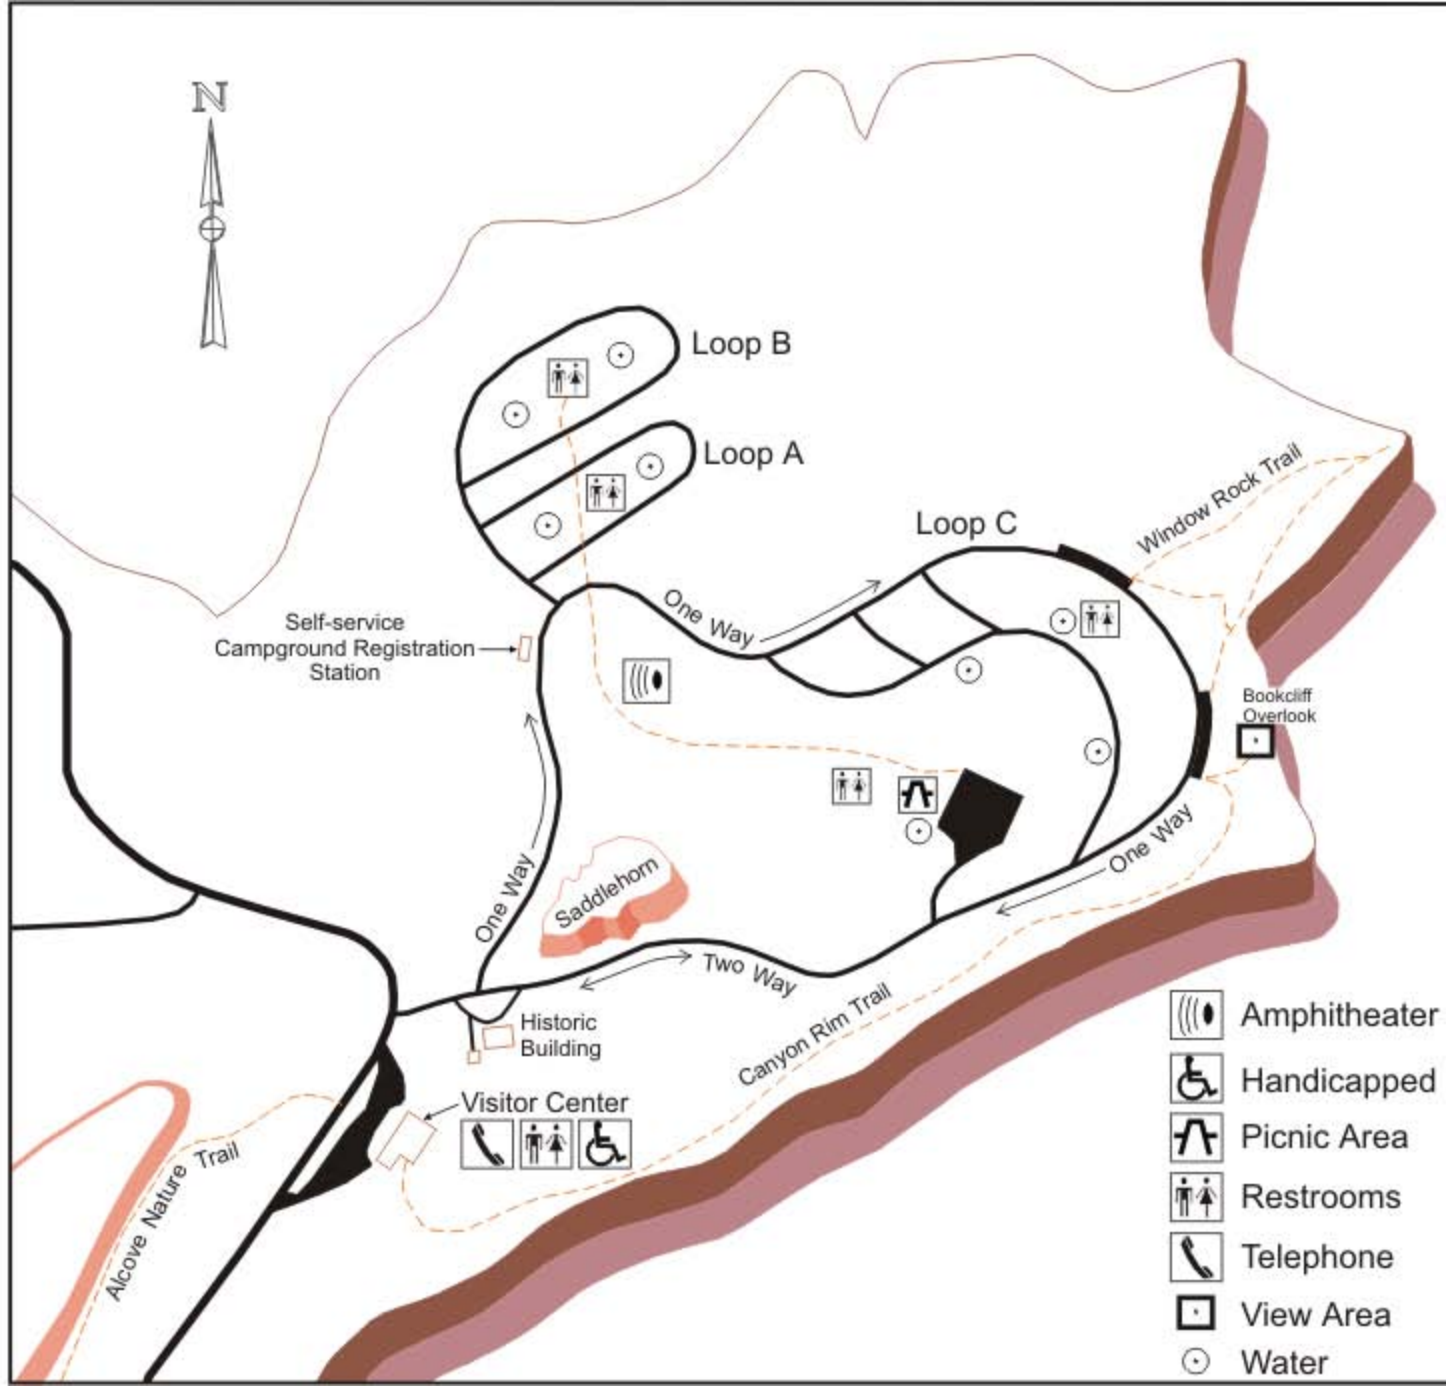 N
Loop B
Loop A
Loop C
Window Rock Trail
One Way
Self-service
Campground Registration
Station
Bookcliff
Overlook
One Way
One Way
Saddlehorn
Two Way
Canyon Rim Trail
Historic
Building
Visitor Center
Alcove Nature Trail
Amphitheater
Handicapped
Picnic Area
Restrooms
Telephone
View Area
Water